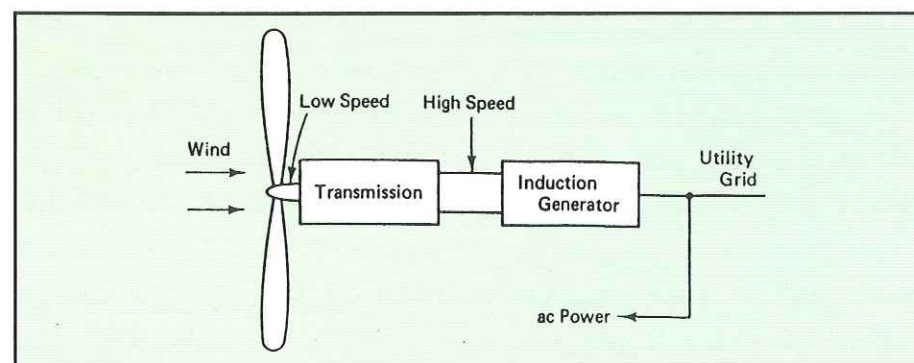 Low Speed
High Speed
Wind
Utility
Grid
Transmission
Induction
Generator
ac Power